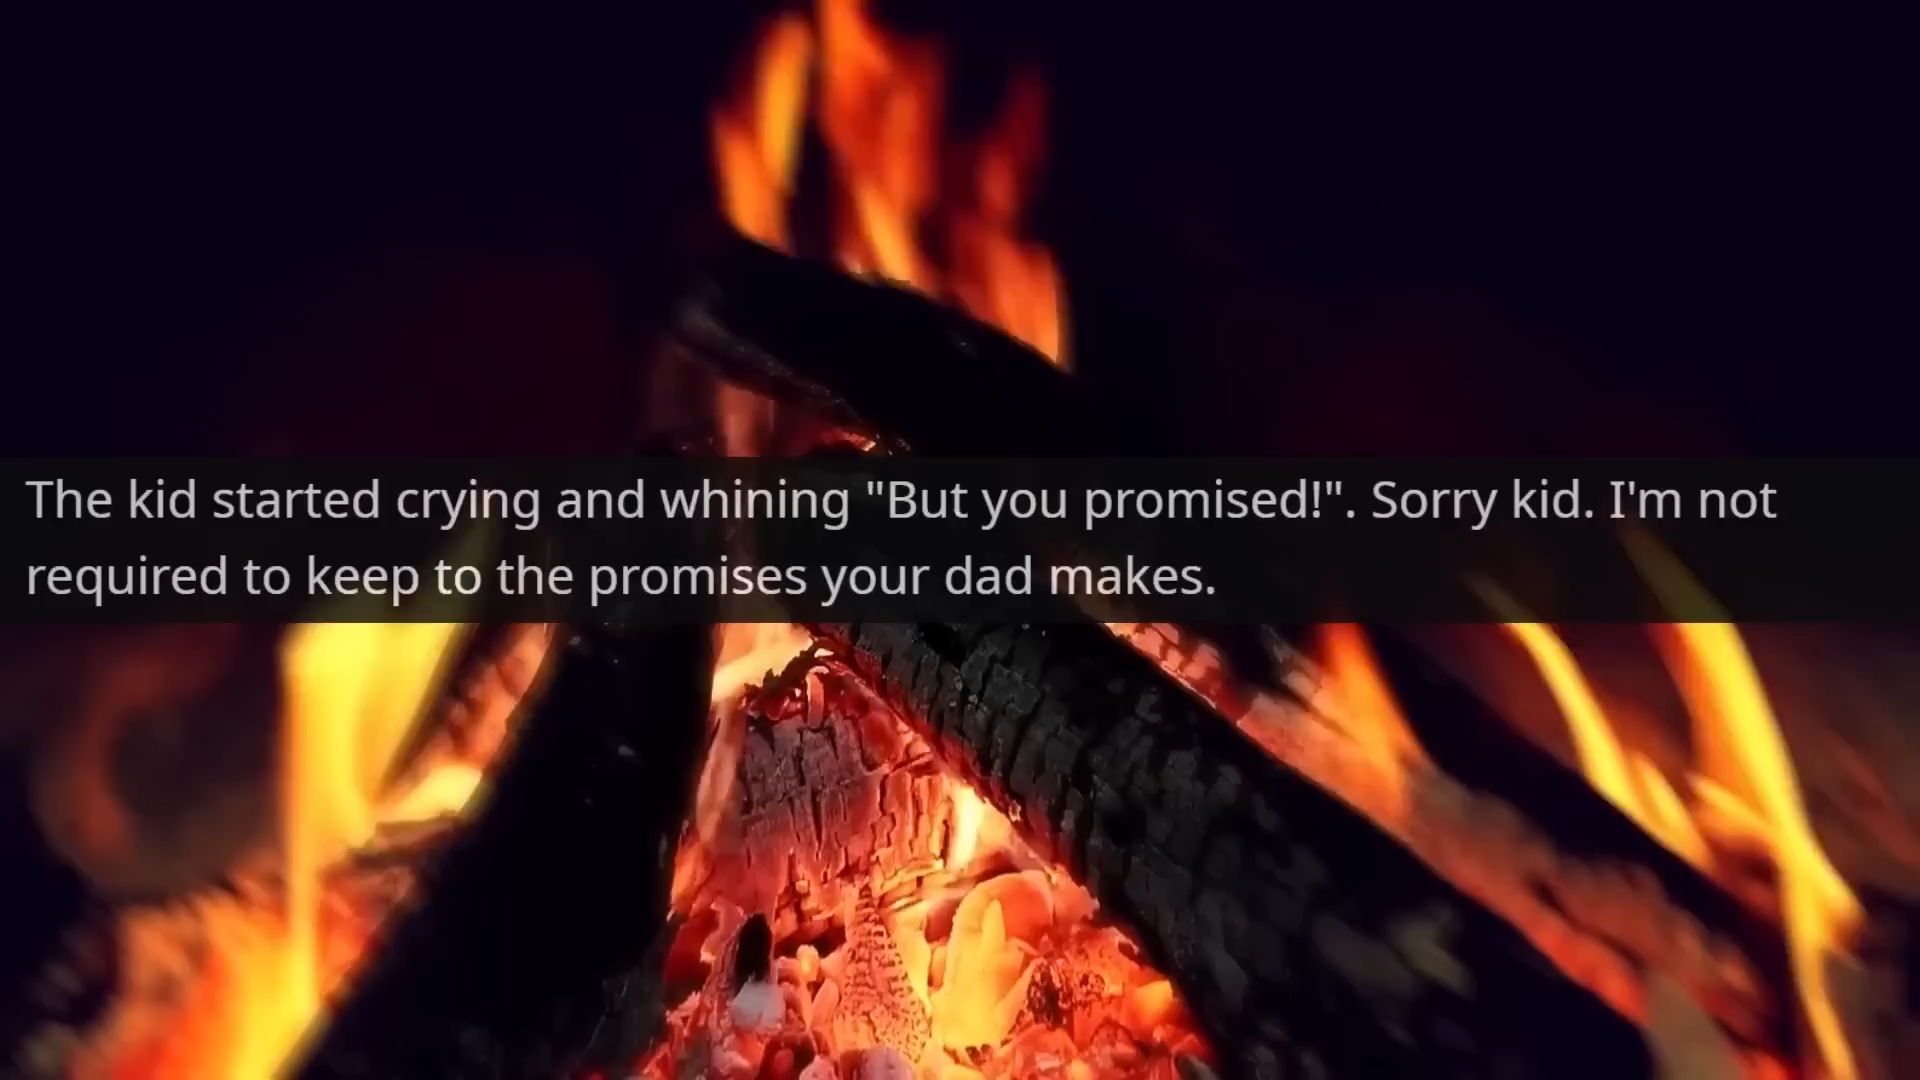 The kid started crying and whining "But you promised!". Sorry kid. I'm not
required to keep to the promises your dad makes.